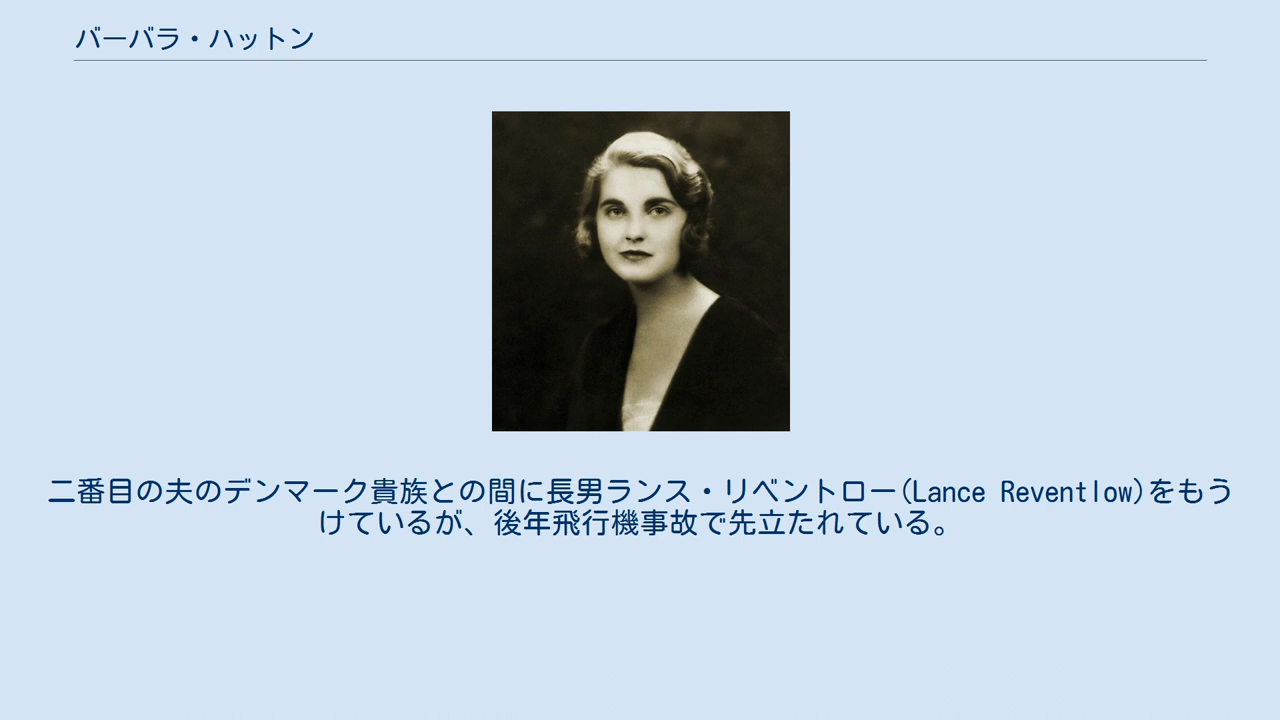 バーバラ・ハットン
二番目の夫のデンマーク貴族との間に長男ランス・リベントロー(Lance Reventlow)をもう
けているが、後年飛行機事故で先立たれている。